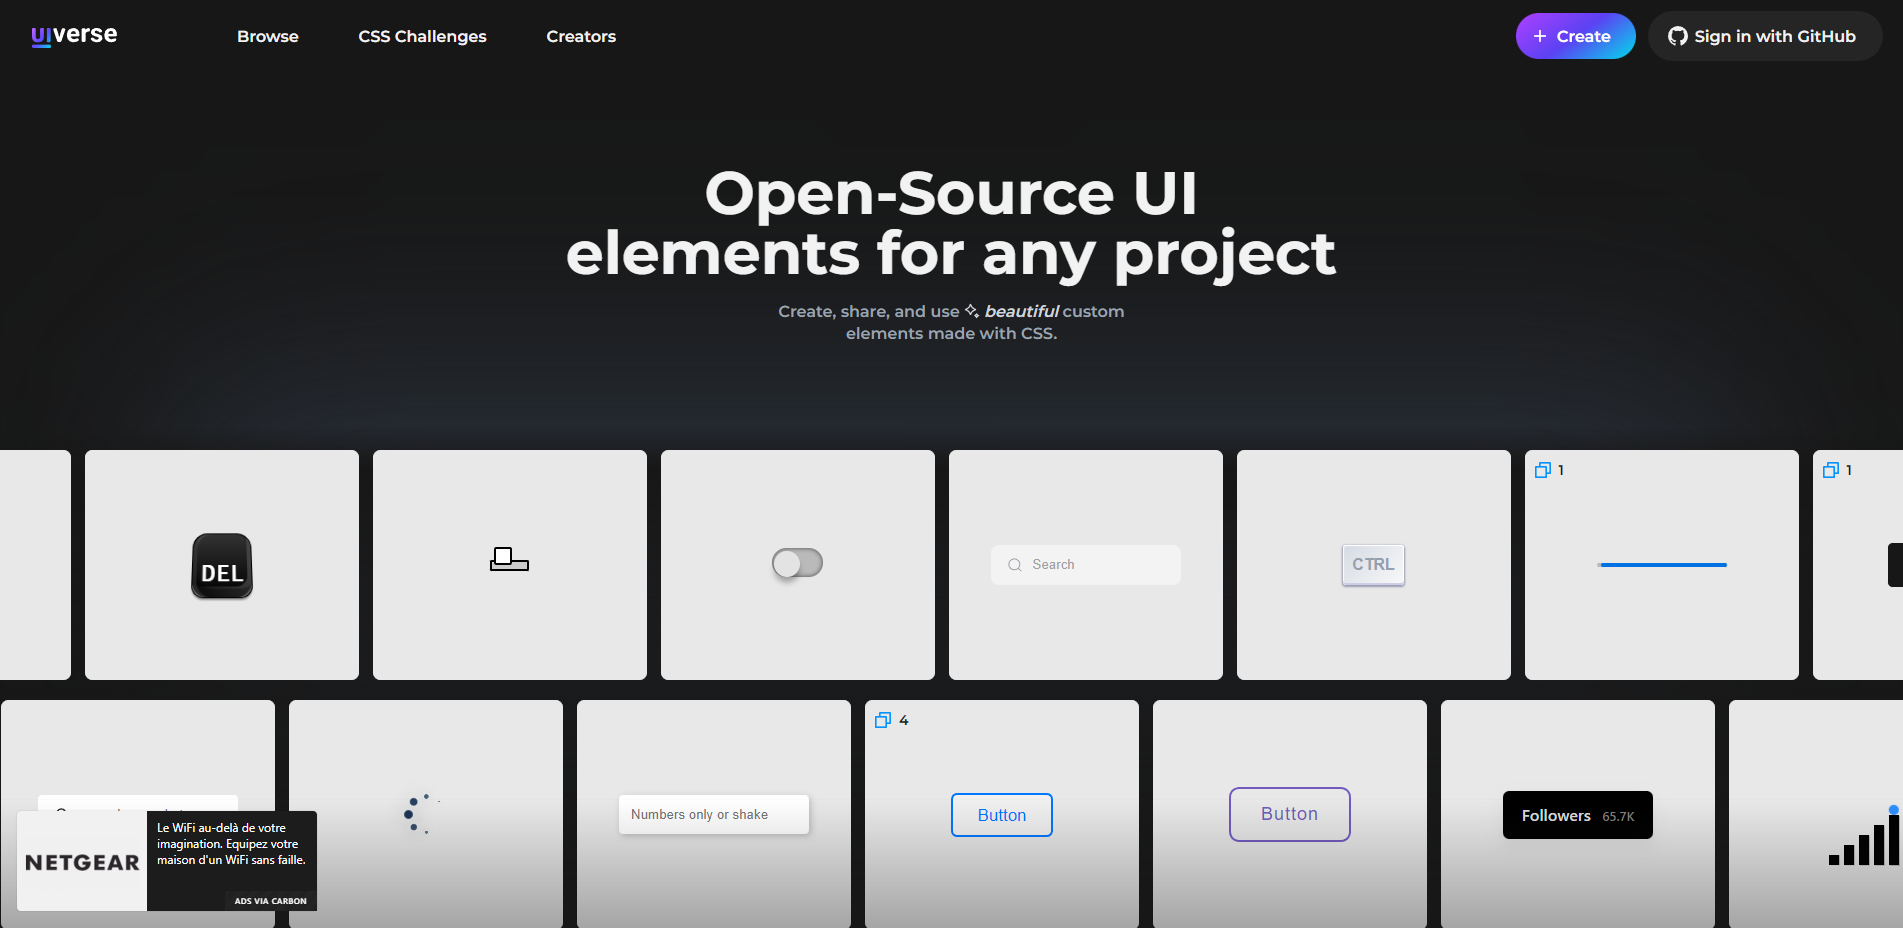 uiverse
Browse
CSS Challenges
Creators
+ Create
Sign in with GitHub
Open-Source UI
elements for any project
Create, share, and use beautiful custom
elements made with CSS.
DEL
Search
CTRL
1
1
Numbers only or shake
4
Button
Button
Followers 65.7K
NETGEAR
Le WiFi au-delà de votre
imagination. Equipez votre
maison d'un WiFi sans faille.
ADS VIA CARBON